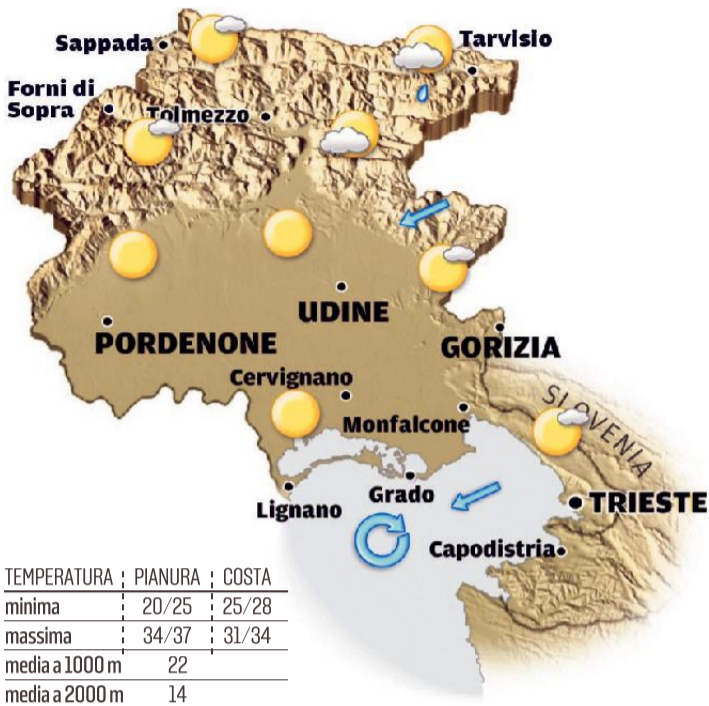 Sappada
Tarvisio
Forni di
Sopra
Tolmezzo
UDINE
PORDENONE
GORIZIA
Cervignano
SLOVENIA
Monfalcone
Grado
Lignano
TRIESTE
Capodistria
TEMPERATURA PIANURA COSTA
minima 20/25 25/28
massima 34/37 31/34
media a 1000 m 22
media a 2000 m 14